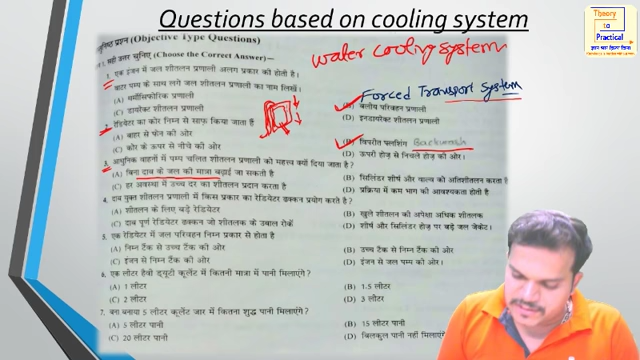 Questions based on cooling system
Theory
to
Practical
(Objective Type Questions)
सही उत्तर चुनिए (Choose the Correct Answer)—
water cooling system
1. एक इंजन में जल शीतलन प्रणाली अलग प्रकार की होती है।
वाटर पम्प के साथ लगे जल शीतलन प्रणाली का नाम लिखें।
Forced Transport System
(A) थर्मोसिफोरिक प्रणाली
(B) बलीय परिवहन प्रणाली
(C) डायरेक्ट शीतलन प्रणाली
(D) इनडायरेक्ट शीतलन प्रणाली
2. रेडियेटर का कोर निम्न से साफ़ किया जाता है
(A) बाहर से फेन की ओर
(B) विपरीत फ्लशिंग Backwash
(C) कोर के ऊपर से नीचे की ओर
(D) ऊपरी होज़ से निचले होज़ की ओर।
3. आधुनिक वाहनों में पम्प चलित शीतलन प्रणाली को महत्त्व क्यों दिया जाता है?
(A) बिना दाब के जल की मात्रा बढ़ाई जा सकती है
(B) सिलिंडर शीर्ष और वाल्व को अतिशीतलन करता है
(C) हर अवस्था में उच्च दर का शीतलन प्रदान करता है
(D) प्रक्रिया में कम भाग की आवश्यकता होती है
4. दाब युक्त शीतलन प्रणाली में किस प्रकार का रेडियेटर ढक्कन प्रयोग करते है?
(A) शीतलन के लिए बड़े रेडियेटर
(B) खुले शीतलन की अपेक्षा अधिक शीतलक
(C) दाब पूर्ण रेडियेटर ढक्कन जो शीतलक के उबाल रोकें
(D) शीर्ष और सिलिंडर होज़ पर बड़े जल जेकेट।
5. एक रेडियेटर में जल परिवहन निम्न प्रकार से होता है
(A) निम्न टैंक से उच्च टैंक की ओर
(B) उच्च टैंक से निम्न टैंक की ओर
(C) इंजन से निम्न टैंक की ओर
(D) इंजन से जल पम्प की ओर।
6. एक लीटर हैवी ड्यूटी कूलेंट में कितनी मात्रा में पानी मिलाएंगे?
(A) 1 लीटर
(B) 1.5 लीटर
(C) 2 लीटर
(D) 3 लीटर
7. बना बनाया 5 लीटर कूलेंट जार में कितना शुद्ध पानी मिलाएंगे?
(A) 5 लीटर पानी
(B) 15 लीटर पानी
(C) 20 लीटर पानी
(D) बिलकुल पानी नहीं मिलाएंगे